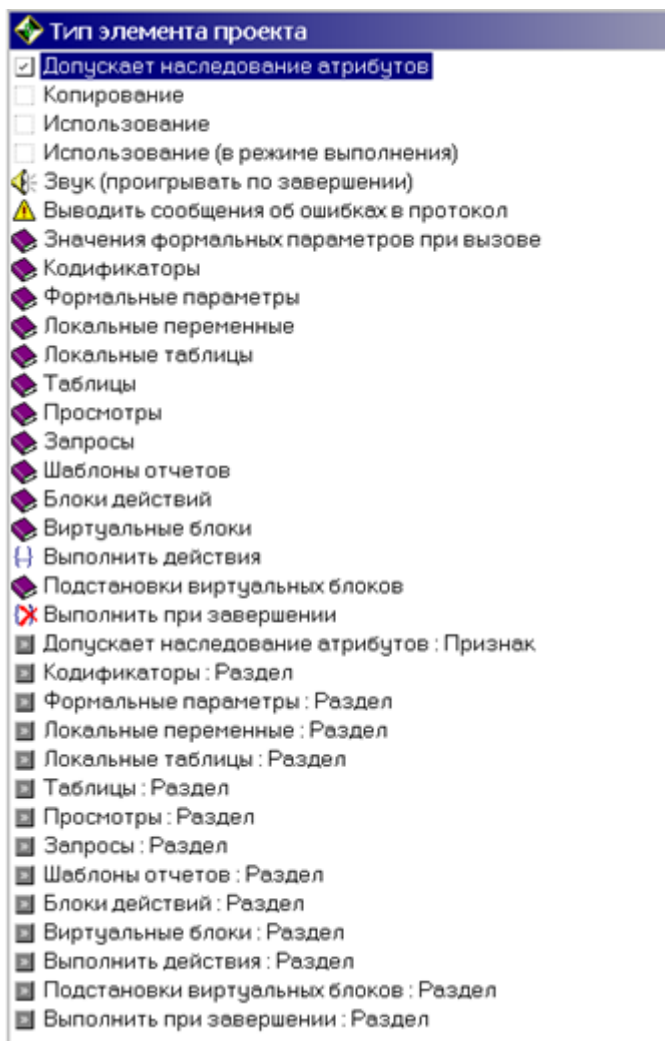 Тип элемента проекта
Допускает наследование атрибутов
Копирование
Использование
Использование (в режиме выполнения)
Звук (проигрывать по завершении)
Выводить сообщения об ошибках в протокол
Значения формальных параметров при вызове
Кодификаторы
Формальные параметры
Локальные переменные
Локальные таблицы
Таблицы
Просмотры
Запросы
Шаблоны отчетов
Блоки действий
Виртуальные блоки
Выполнить действия
Подстановки виртуальных блоков
Выполнить при завершении
Допускает наследование атрибутов : Признак
Кодификаторы : Раздел
Формальные параметры : Раздел
Локальные переменные : Раздел
Локальные таблицы : Раздел
Таблицы : Раздел
Просмотры : Раздел
Запросы : Раздел
Шаблоны отчетов : Раздел
Блоки действий : Раздел
Виртуальные блоки : Раздел
Выполнить действия : Раздел
Подстановки виртуальных блоков : Раздел
Выполнить при завершении : Раздел